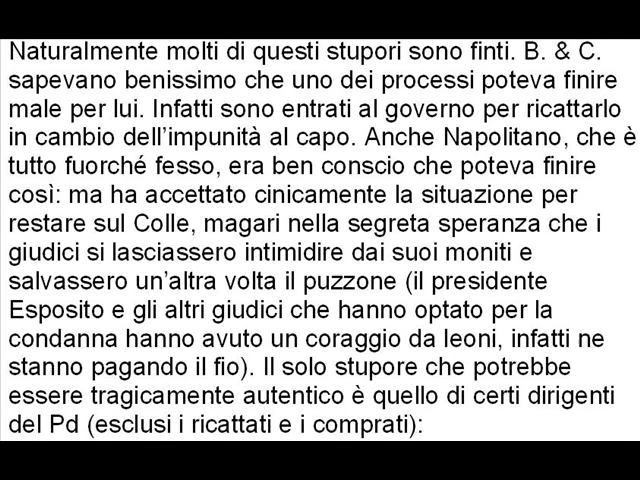 Naturalmente molti di questi stupori sono finti. B. & C.
sapevano benissimo che uno dei processi poteva finire
male per lui. Infatti sono entrati al governo per ricattarlo
in cambio dell’impunità al capo. Anche Napolitano, che è
tutto fuorché fesso, era ben conscio che poteva finire
così: ma ha accettato cinicamente la situazione per
restare sul Colle, magari nella segreta speranza che i
giudici si lasciassero intimidire dai suoi moniti e
salvassero un’altra volta il puzzone (il presidente
Esposito e gli altri giudici che hanno optato per la
condanna hanno avuto un coraggio da leoni, infatti ne
stanno pagando il fio). Il solo stupore che potrebbe
essere tragicamente autentico è quello di certi dirigenti
del Pd (esclusi i ricattati e i comprati):